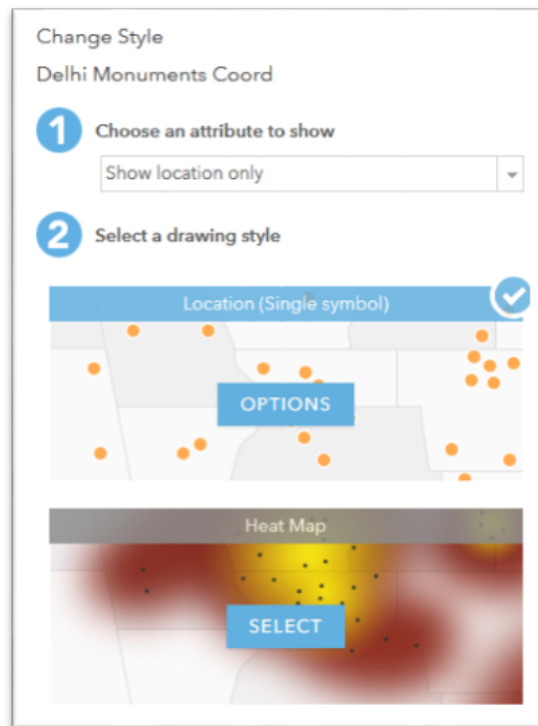 Change Style
Delhi Monuments Coord
1 Choose an attribute to show
Show location only
2 Select a drawing style
Location (Single symbol)
OPTIONS
Heat Map
SELECT